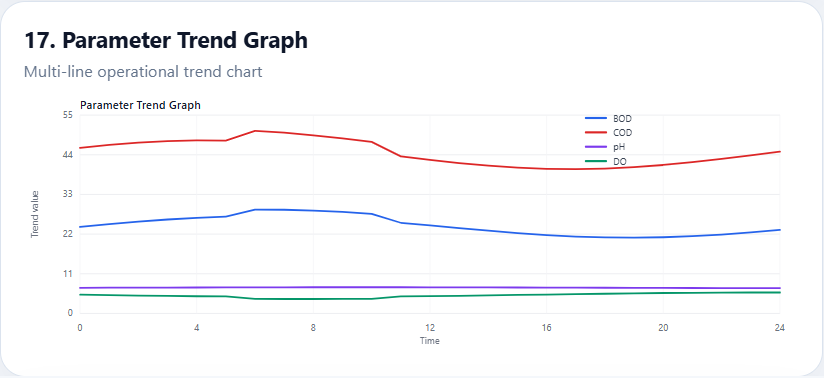 17. Parameter Trend Graph
Multi-line operational trend chart
Parameter Trend Graph
BOD
COD
pH
DO
55
44
33
22
11
0
Trend value
0 4 8 12 16 20 24
Time